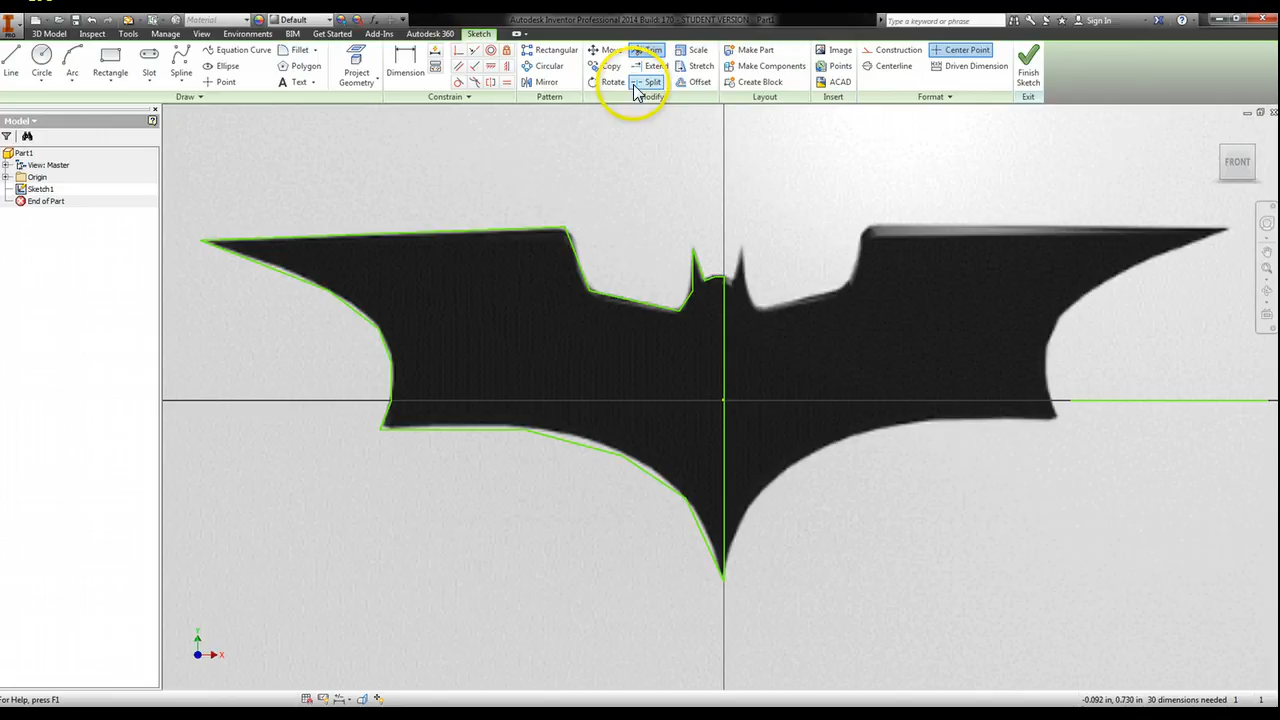 Material Default Autodesk Inventor Professional 2014 Build: 170 - STUDENT VERSION Part1 Type a keyword or phrase Sign In
PRO 3D Model Inspect Tools Manage View Environments BIM Get Started Add-Ins Autodesk 360 Sketch
Equation Curve Fillet Rectangular Move Trim Scale Make Part Image Construction Center Point
Line Circle Arc Rectangle Slot Spline Ellipse Polygon Project Geometry Dimension Circular Copy Extend Stretch Make Components Points Centerline Driven Dimension Finish Sketch
Point Text Mirror Rotate Split Offset Create Block ACAD
Draw Constrain Pattern Modify Layout Insert Format Exit
Model
Part1
View: Master
Origin
Sketch1
End of Part
FRONT
Y
X
For Help, press F1 -0.092 in, 0.730 in 30 dimensions needed 1 1